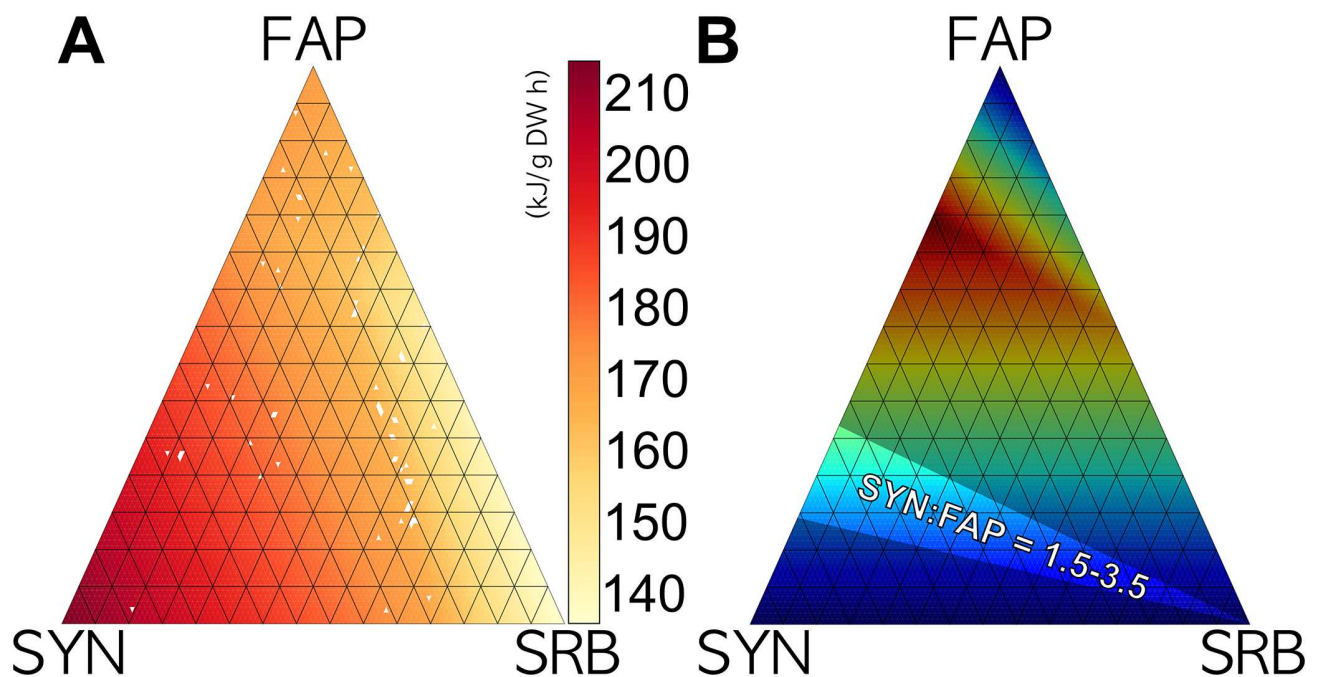 A
FAP
(kJ/g DW h)
210
200
190
180
170
160
150
140
SYN
SRB
B
FAP
SYN:FAP = 1.5-3.5
SYN
SRB